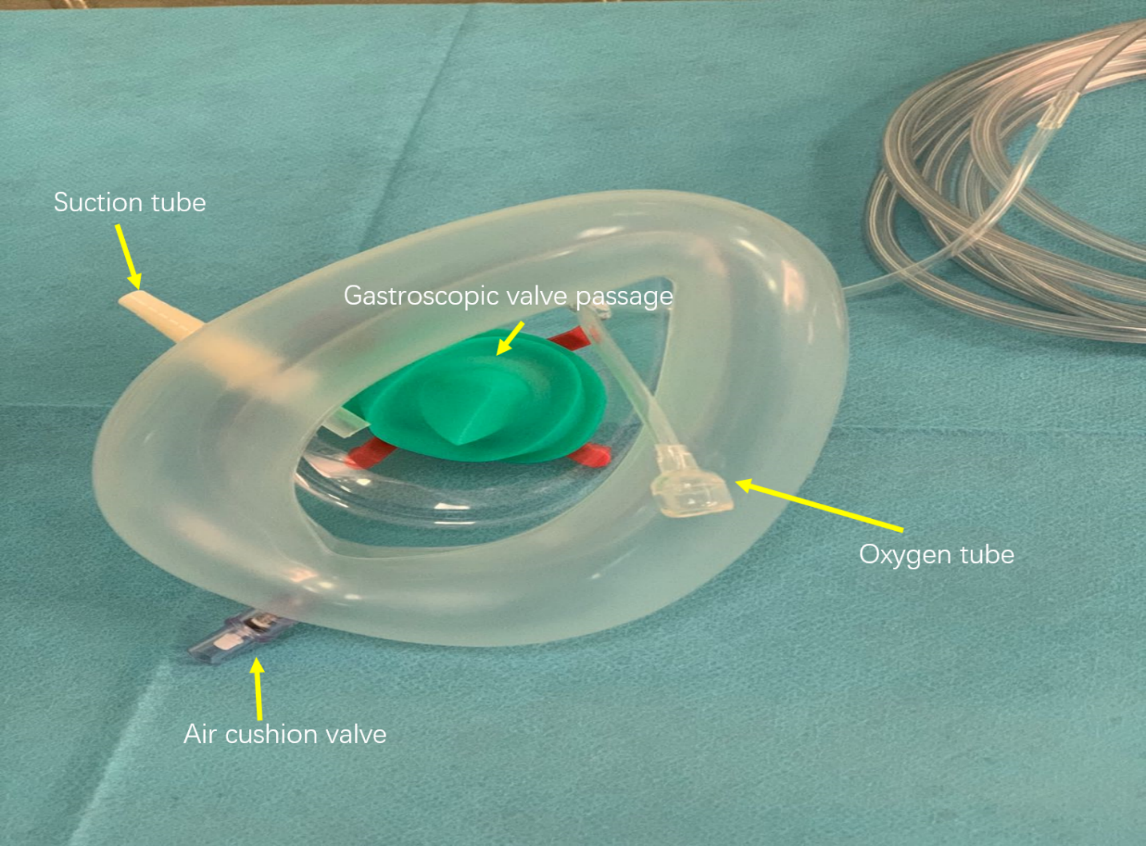 Suction tube
Gastroscopic valve passage
Oxygen tube
Air cushion valve